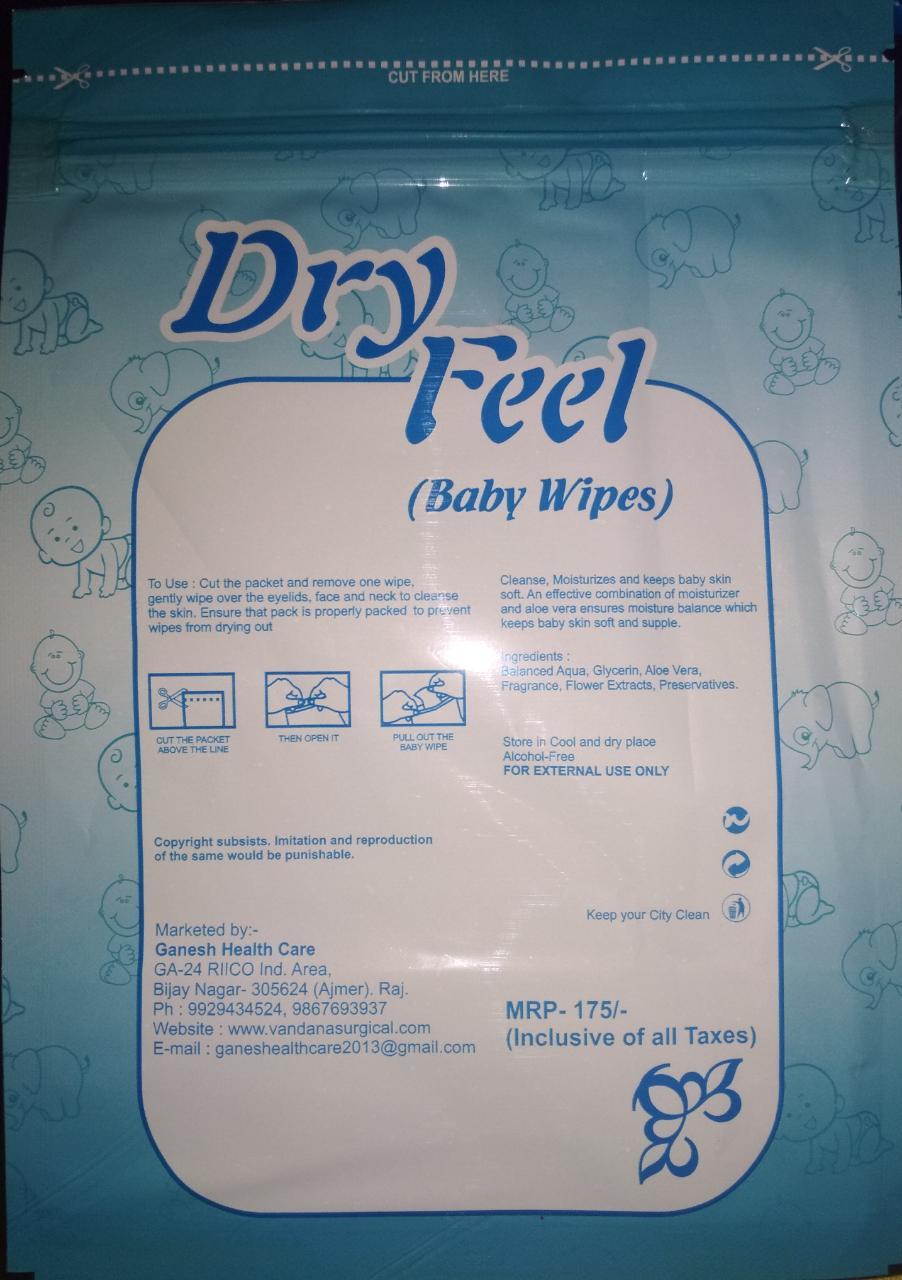 CUT FROM HERE
Dry
Feel
(Baby Wipes)
To Use : Cut the packet and remove one wipe,
gently wipe over the eyelids, face and neck to cleanse
the skin. Ensure that pack is properly packed to prevent
wipes from drying out
CUT THE PACKET
ABOVE THE LINE
THEN OPEN IT
PULL OUT THE
BABY WIPE
Cleanse, Moisturizes and keeps baby skin
soft. An effective combination of moisturizer
and aloe vera ensures moisture balance which
keeps baby skin soft and supple.
Ingredients :
Balanced Aqua, Glycerin, Aloe Vera,
Fragrance, Flower Extracts, Preservatives.
Store in Cool and dry place
Alcohol-Free
FOR EXTERNAL USE ONLY
Copyright subsists. Imitation and reproduction
of the same would be punishable.
Keep your City Clean
Marketed by:-
Ganesh Health Care
GA-24 RIICO Ind. Area,
Bijay Nagar- 305624 (Ajmer). Raj.
Ph : 9929434524, 9867693937
Website : www.vandanasurgical.com
E-mail : ganeshealthcare2013@gmail.com
MRP- 175/-
(Inclusive of all Taxes)